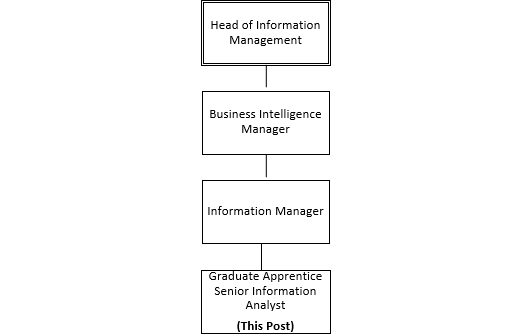 Head of Information
Management
Business Intelligence
Manager
Information Manager
Graduate Apprentice
Senior Information
Analyst
(This Post)